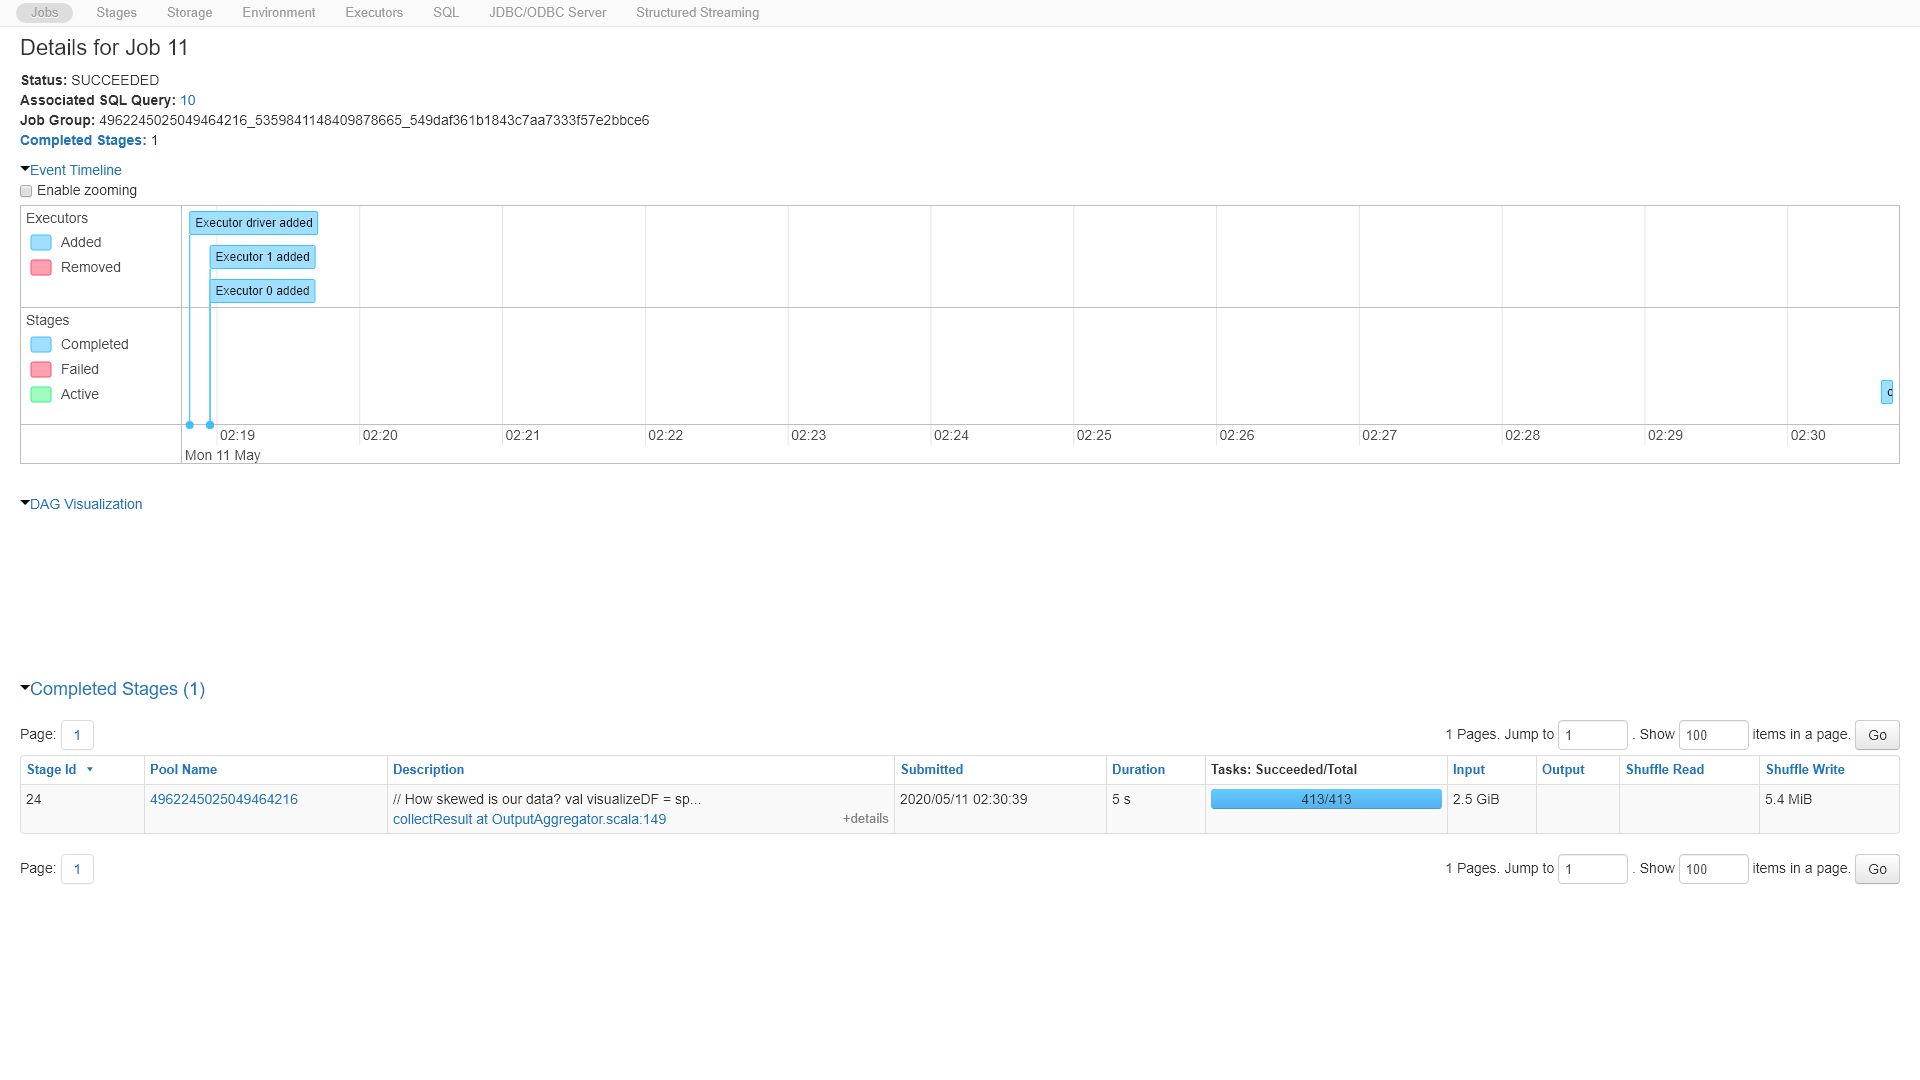 Jobs Stages Storage Environment Executors SQL JDBC/ODBC Server Structured Streaming
Details for Job 11
Status: SUCCEEDED
Associated SQL Query: 10
Job Group: 4962245025049464216_5359841148409878665_549daf361b1843c7aa7333f57e2bbce6
Completed Stages: 1
Event Timeline
Enable zooming
Executors
Added
Removed
Executor driver added
Executor 1 added
Executor 0 added
Stages
Completed
Failed
Active
c
02:19 02:20 02:21 02:22 02:23 02:24 02:25 02:26 02:27 02:28 02:29 02:30
Mon 11 May
DAG Visualization
Completed Stages (1)
Page: 1 1 Pages. Jump to 1 . Show 100 items in a page. Go
Stage Id Pool Name Description Submitted Duration Tasks: Succeeded/Total Input Output Shuffle Read Shuffle Write
24 4962245025049464216 // How skewed is our data? val visualizeDF = sp... 2020/05/11 02:30:39 5 s 413/413 2.5 GiB 5.4 MiB
collectResult at OutputAggregator.scala:149 +details
Page: 1 1 Pages. Jump to 1 . Show 100 items in a page. Go